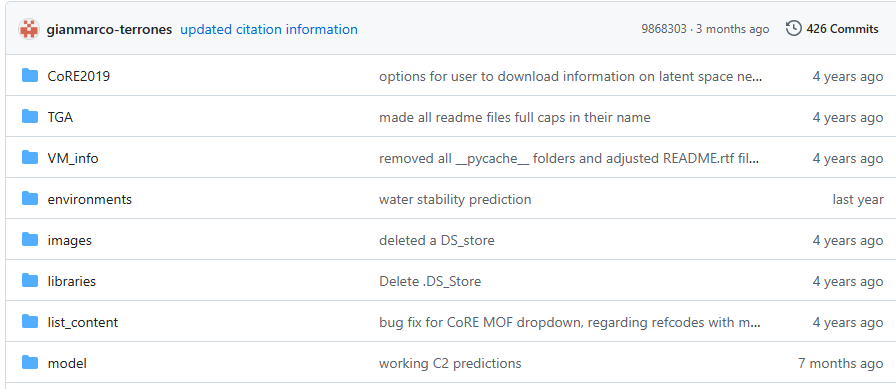 gianmarco-terrones updated citation information 9868303 · 3 months ago 426 Commits
CoRE2019 options for user to download information on latent space ne... 4 years ago
TGA made all readme files full caps in their name 4 years ago
VM_info removed all __pycache__ folders and adjusted README.rtf fil... 4 years ago
environments water stability prediction last year
images deleted a DS_store 4 years ago
libraries Delete .DS_Store 4 years ago
list_content bug fix for CoRE MOF dropdown, regarding refcodes with m... 4 years ago
model working C2 predictions 7 months ago